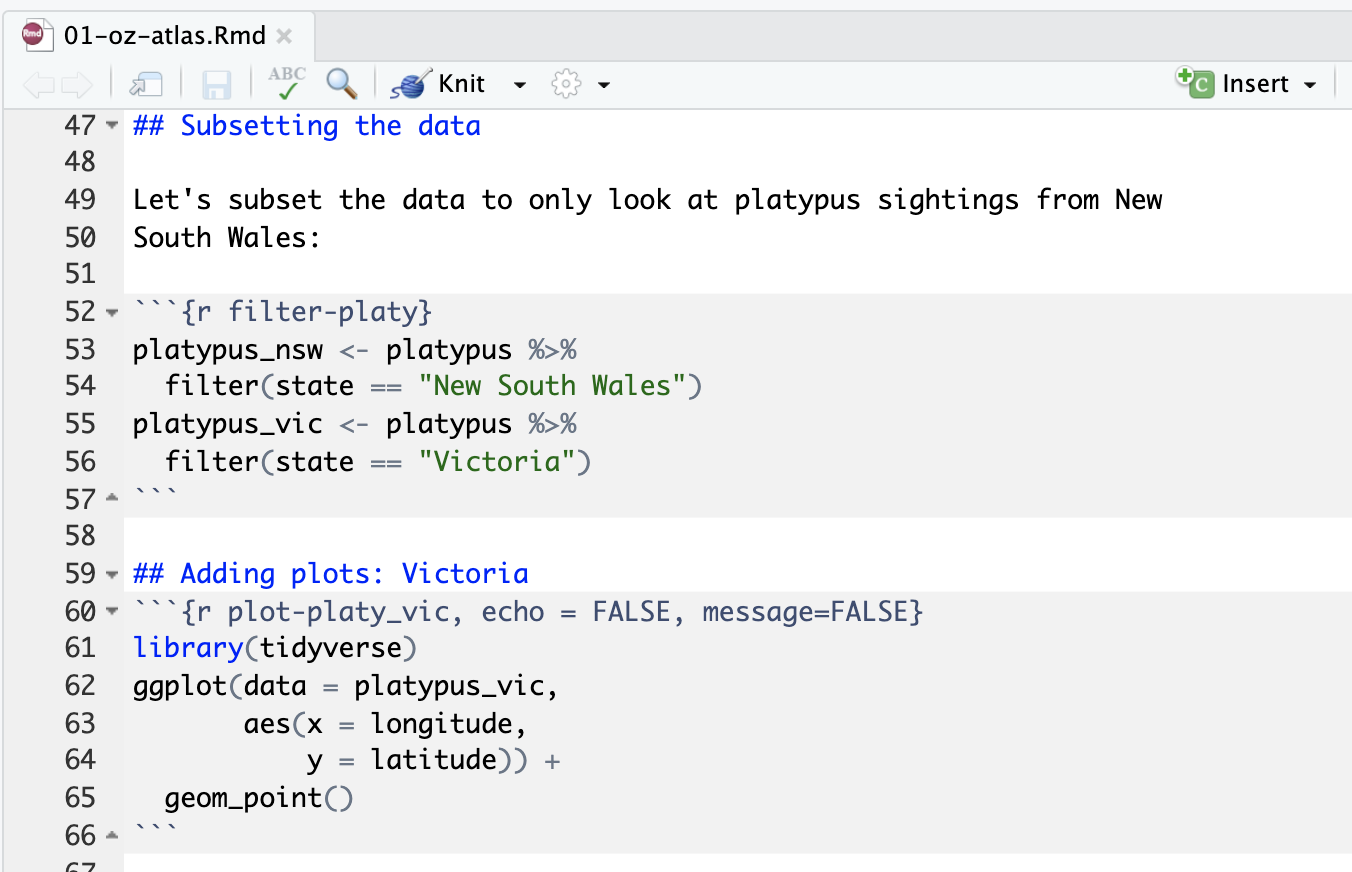 01-oz-atlas.Rmd
ABC Knit Insert
47 ## Subsetting the data
48
49 Let's subset the data to only look at platypus sightings from New
50 South Wales:
51
52 ```{r filter-platy}
53 platypus_nsw <- platypus %>%
54   filter(state == "New South Wales")
55 platypus_vic <- platypus %>%
56   filter(state == "Victoria")
57 ```
58
59 ## Adding plots: Victoria
60 ```{r plot-platy_vic, echo = FALSE, message=FALSE}
61 library(tidyverse)
62 ggplot(data = platypus_vic,
63        aes(x = longitude,
64            y = latitude)) +
65   geom_point()
66 ```
67